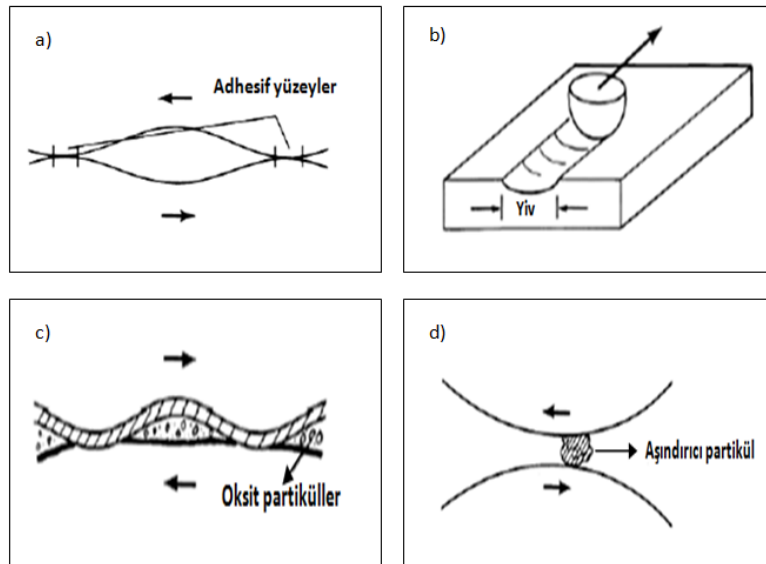 a)
Adhesif yüzeyler
b)
Yiv
c)
Oksit partiküller
d)
Aşındırıcı partikül